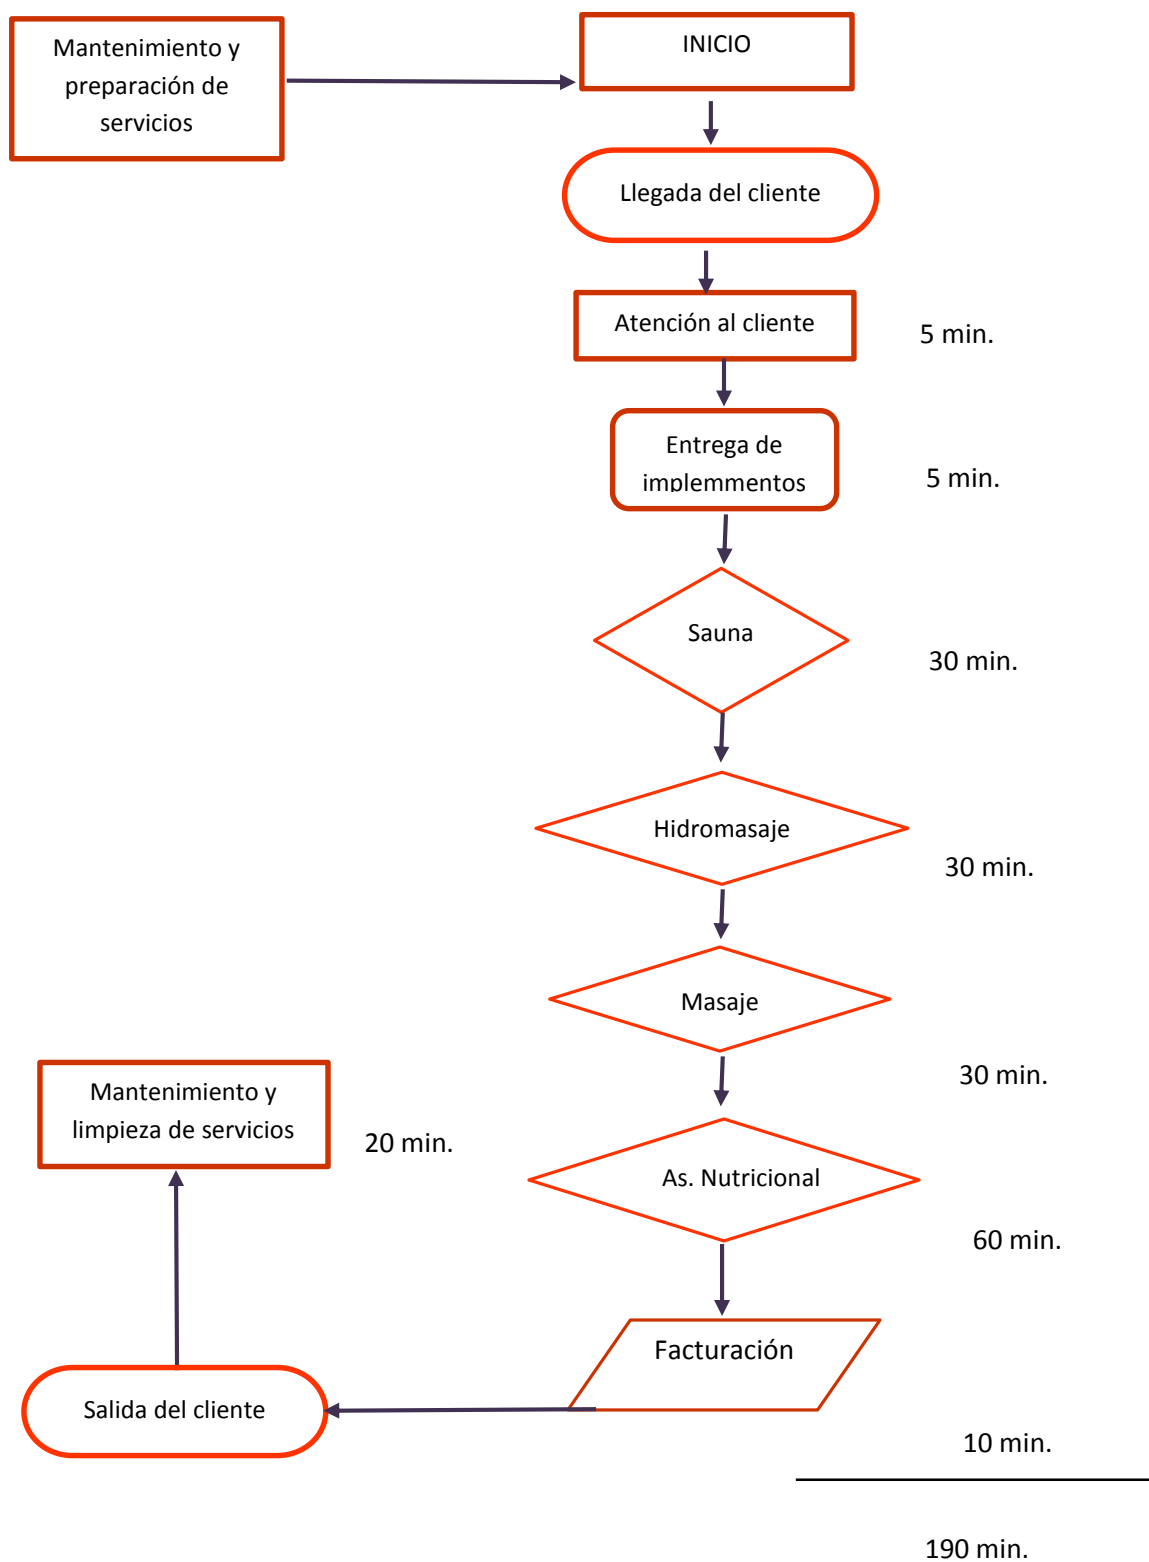 Mantenimiento y
preparación de
servicios
INICIO
Llegada del cliente
Atención al cliente
5 min.
Entrega de
implemmentos
5 min.
Sauna
30 min.
Hidromasaje
30 min.
Masaje
30 min.
Mantenimiento y
limpieza de servicios
20 min.
As. Nutricional
60 min.
Facturación
Salida del cliente
10 min.
190 min.